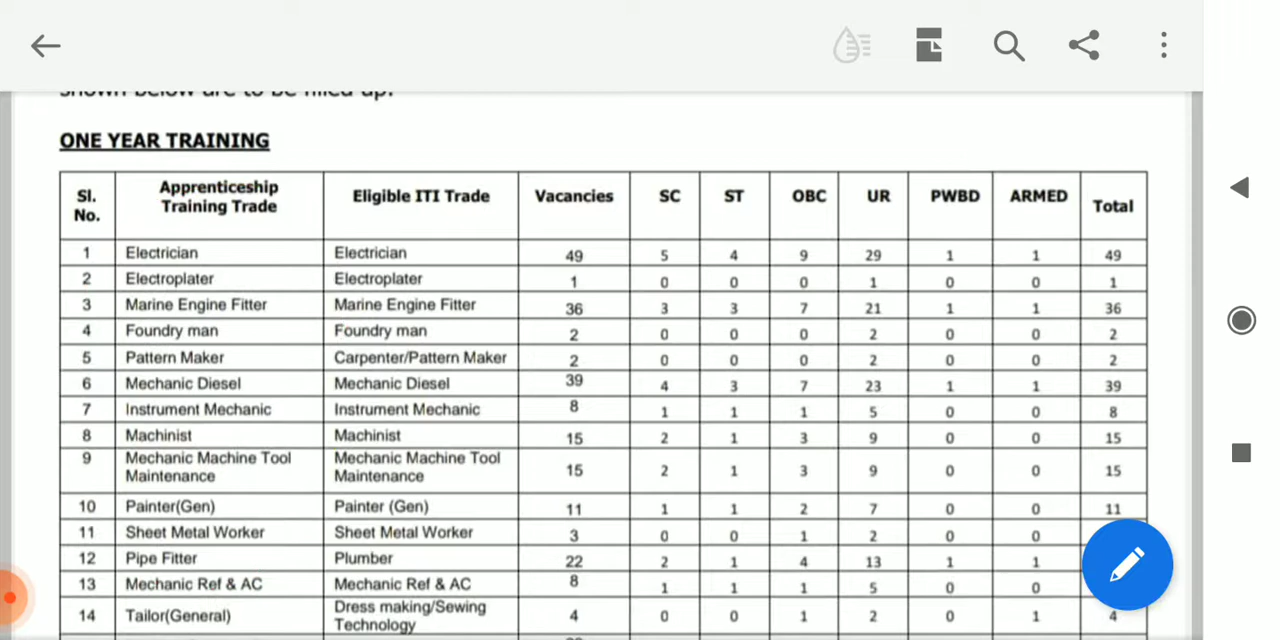 shown below are to be filled up.
ONE YEAR TRAINING
Sl. No. Apprenticeship Training Trade Eligible ITI Trade Vacancies SC ST OBC UR PWBD ARMED Total
1 Electrician Electrician 49 5 4 9 29 1 1 49
2 Electroplater Electroplater 1 0 0 0 1 0 0 1
3 Marine Engine Fitter Marine Engine Fitter 36 3 3 7 21 1 1 36
4 Foundry man Foundry man 2 0 0 0 2 0 0 2
5 Pattern Maker Carpenter/Pattern Maker 2 0 0 0 2 0 0 2
6 Mechanic Diesel Mechanic Diesel 39 4 3 7 23 1 1 39
7 Instrument Mechanic Instrument Mechanic 8 1 1 1 5 0 0 8
8 Machinist Machinist 15 2 1 3 9 0 0 15
9 Mechanic Machine Tool Maintenance Mechanic Machine Tool Maintenance 15 2 1 3 9 0 0 15
10 Painter(Gen) Painter (Gen) 11 1 1 2 7 0 0 11
11 Sheet Metal Worker Sheet Metal Worker 3 0 0 1 2 0 0
12 Pipe Fitter Plumber 22 2 1 4 13 1 1
13 Mechanic Ref & AC Mechanic Ref & AC 8 1 1 1 5 0 0
14 Tailor(General) Dress making/Sewing Technology 4 0 0 1 2 0 1 4